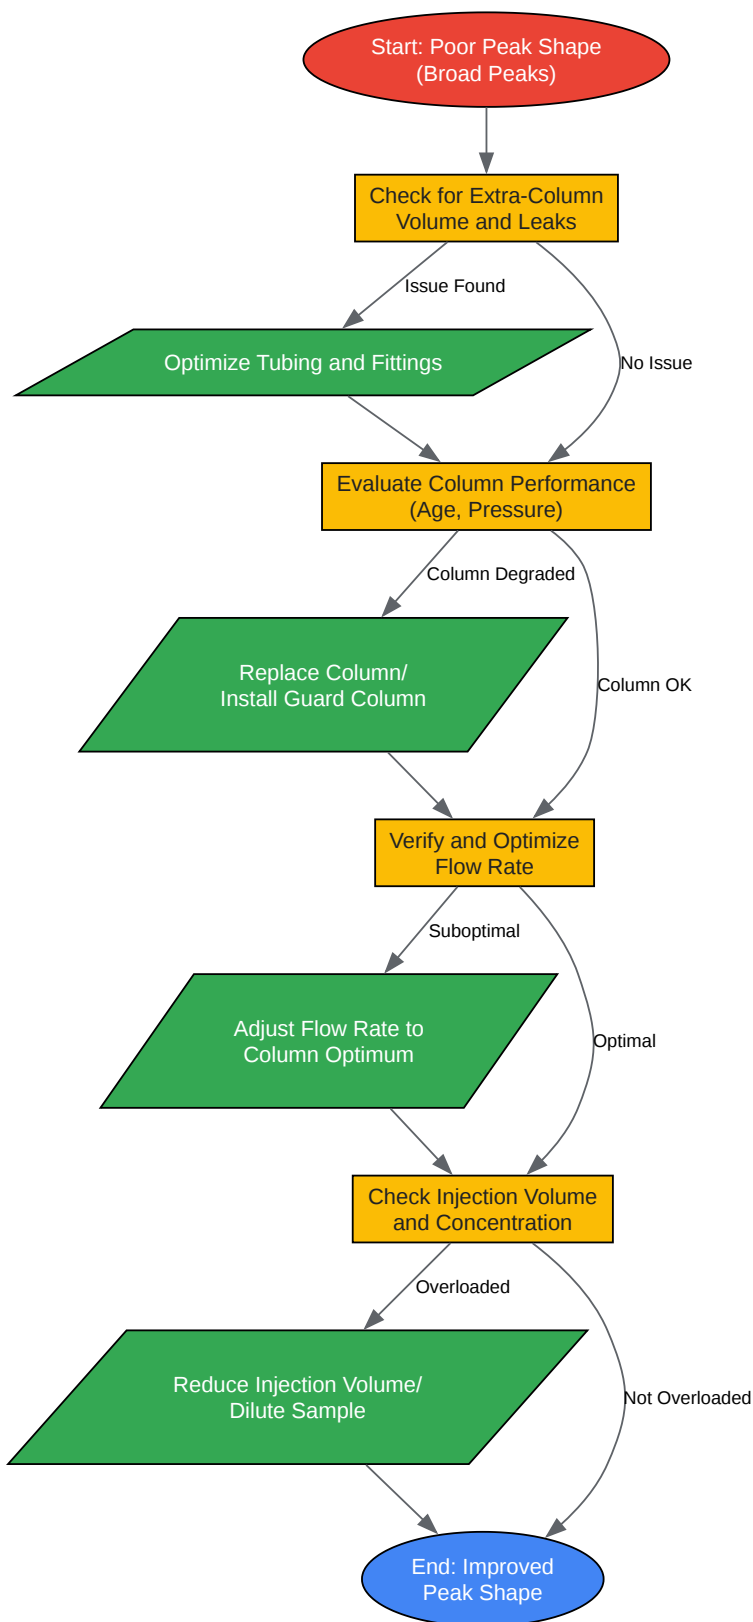 Start: Poor Peak Shape
(Broad Peaks)
Check for Extra-Column
Volume and Leaks
Issue Found
Optimize Tubing and Fittings
No Issue
Evaluate Column Performance
(Age, Pressure)
Column Degraded
Replace Column/
Install Guard Column
Column OK
Verify and Optimize
Flow Rate
Suboptimal
Adjust Flow Rate to
Column Optimum
Optimal
Check Injection Volume
and Concentration
Overloaded
Reduce Injection Volume/
Dilute Sample
Not Overloaded
End: Improved
Peak Shape